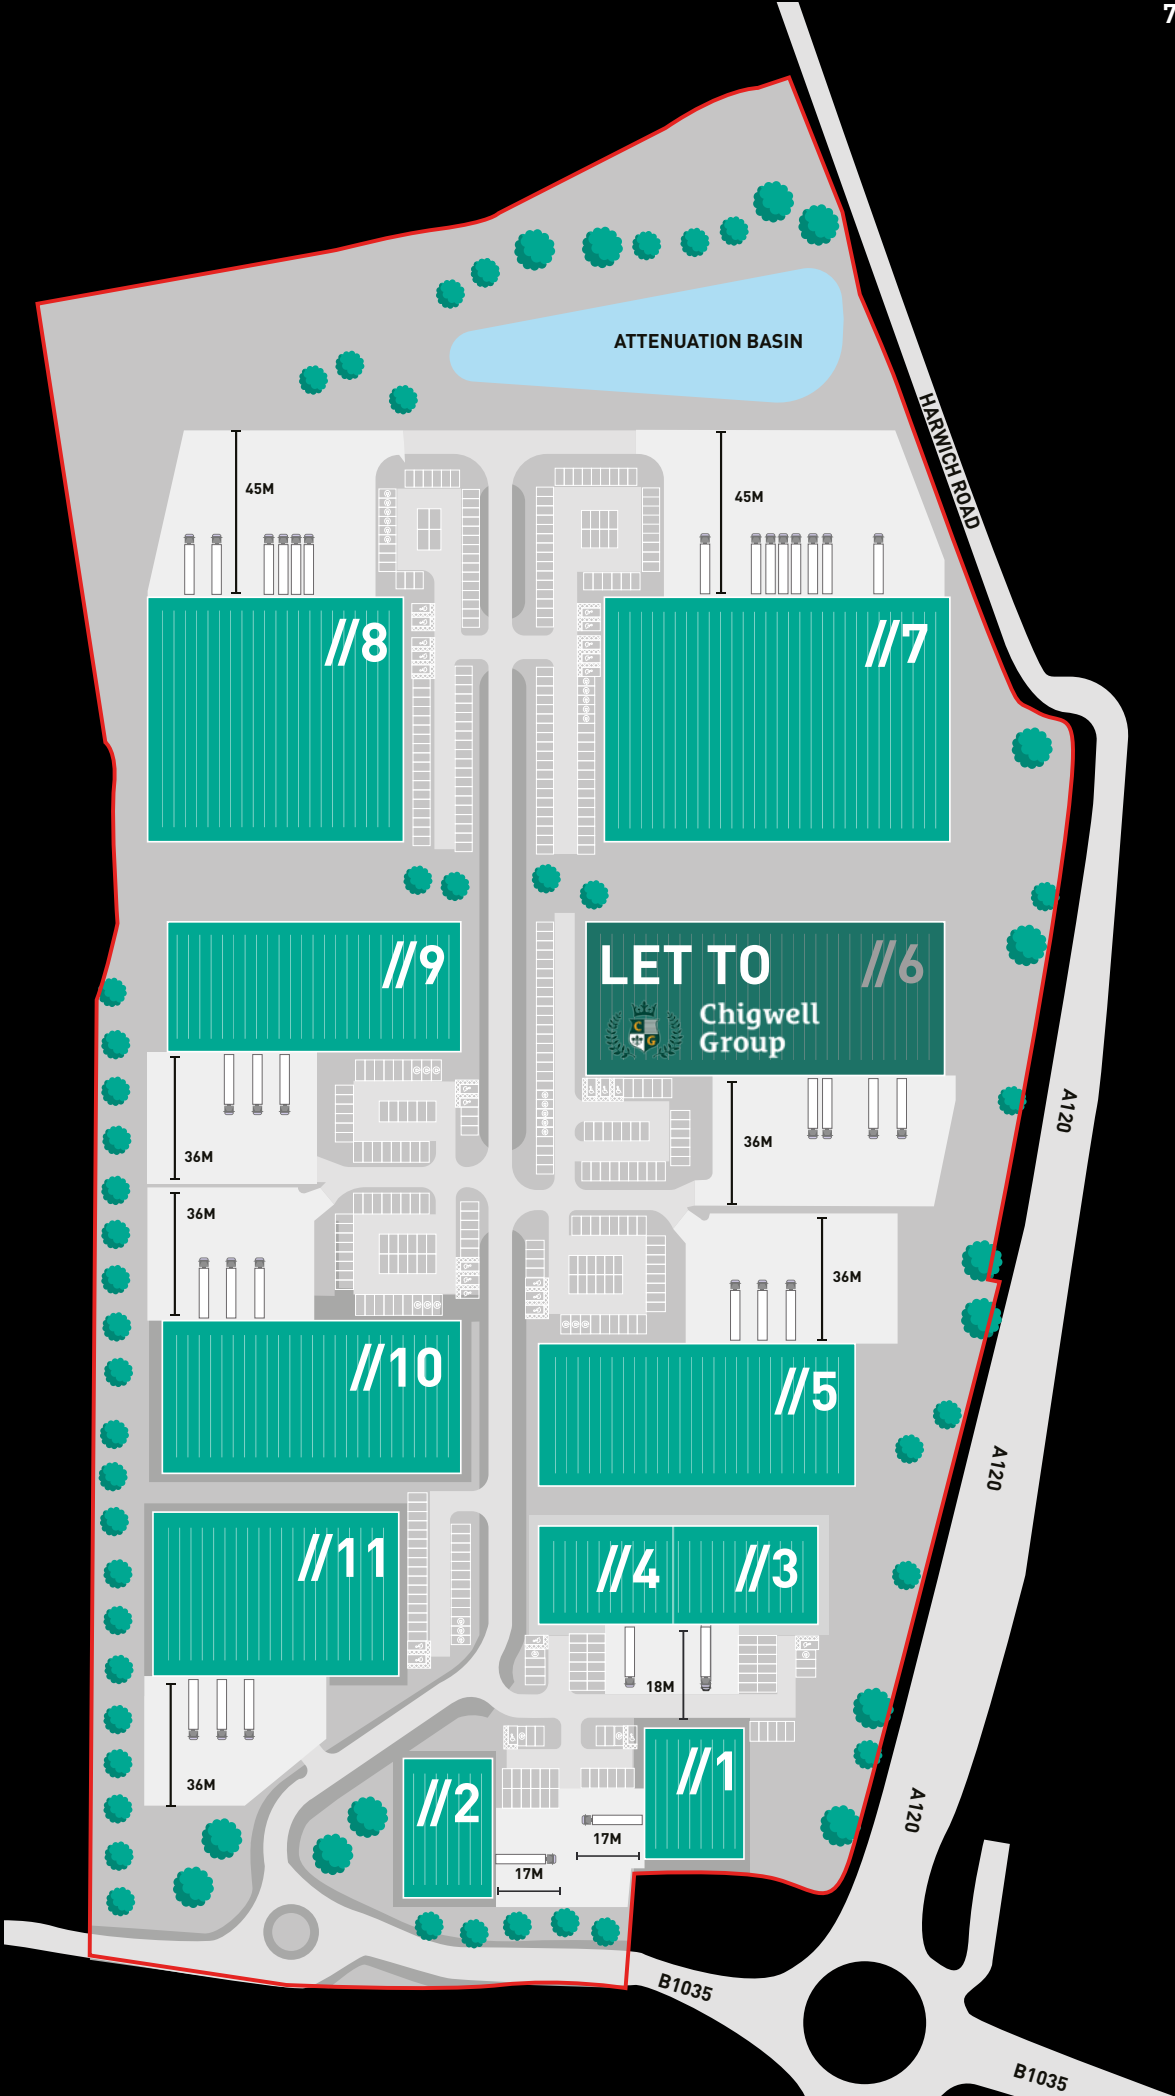 7
ATTENUATION BASIN
HARWICH ROAD
45M
45M
//8
//7
//9
LET TO
//6
Chigwell
Group
C
G
A120
36M
36M
36M
36M
//10
//5
A120
//11
//4
//3
18M
36M
//1
//2
17M
17M
A120
B1035
B1035